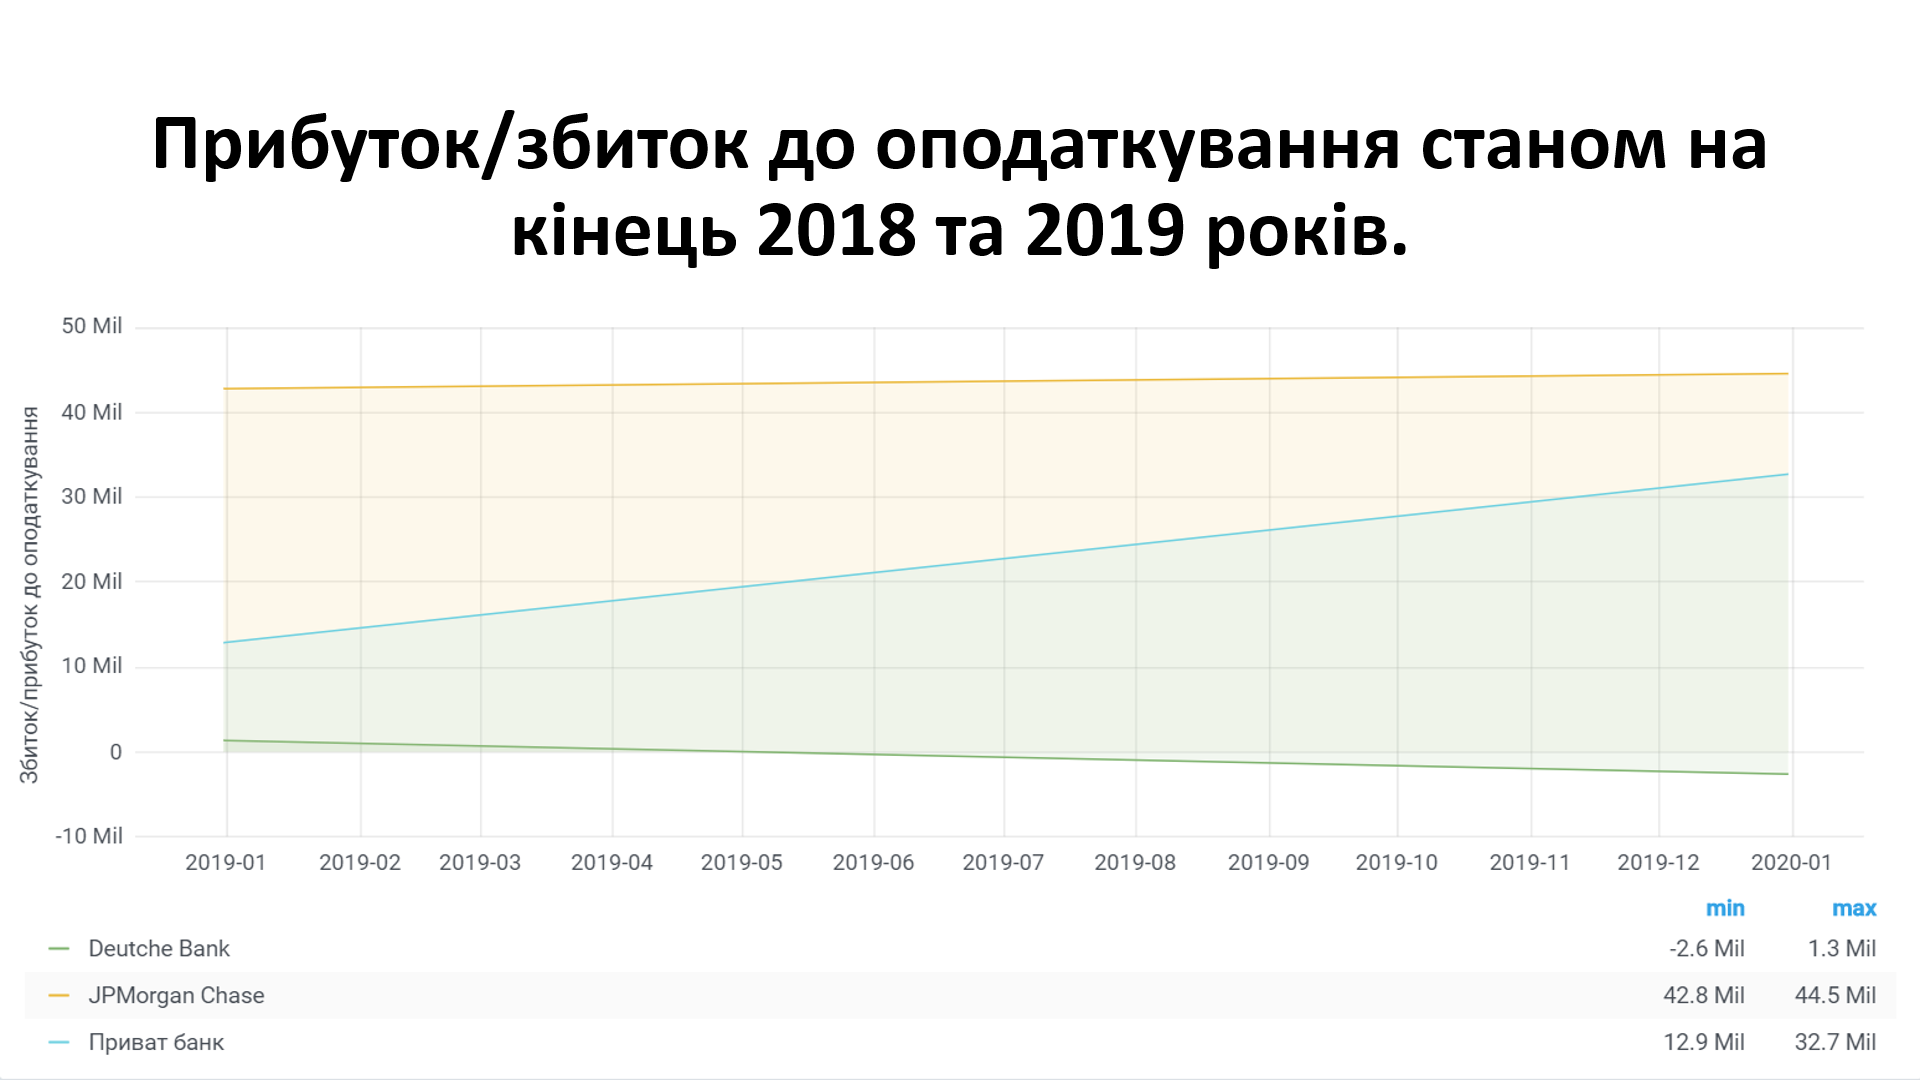 Прибуток/збиток до оподаткування станом на
кінець 2018 та 2019 років.
Збиток/прибуток до оподаткування
50 Mil
40 Mil
30 Mil
20 Mil
10 Mil
0
-10 Mil
2019-01 2019-02 2019-03 2019-04 2019-05 2019-06 2019-07 2019-08 2019-09 2019-10 2019-11 2019-12 2020-01
min max
Deutche Bank -2.6 Mil 1.3 Mil
JPMorgan Chase 42.8 Mil 44.5 Mil
Приват банк 12.9 Mil 32.7 Mil